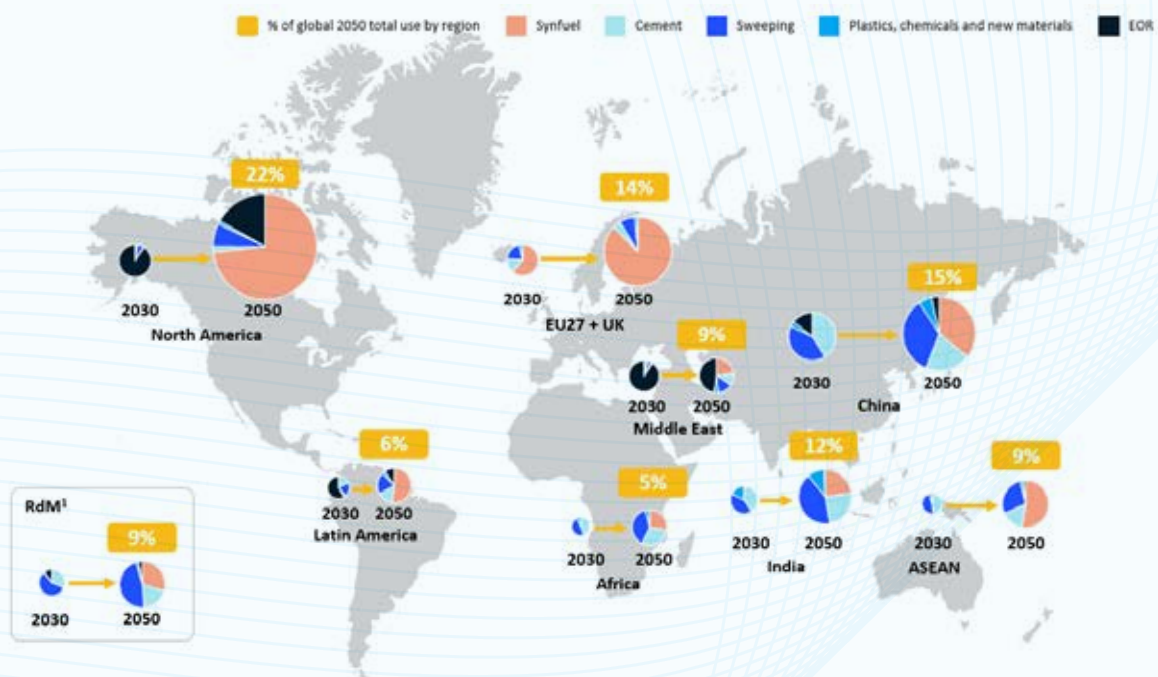 % of global 2050 total use by region
Synfuel
Cement
Sweeping
Plastics, chemicals and new materials
EOR
22%
2030
2050
North America
14%
2030
2050
EU27 + UK
15%
2030
2050
China
9%
2030
2050
Middle East
6%
2030
2050
Latin America
5%
2030
2050
Africa
12%
2030
2050
India
9%
2030
2050
ASEAN
RdM¹
9%
2030
2050